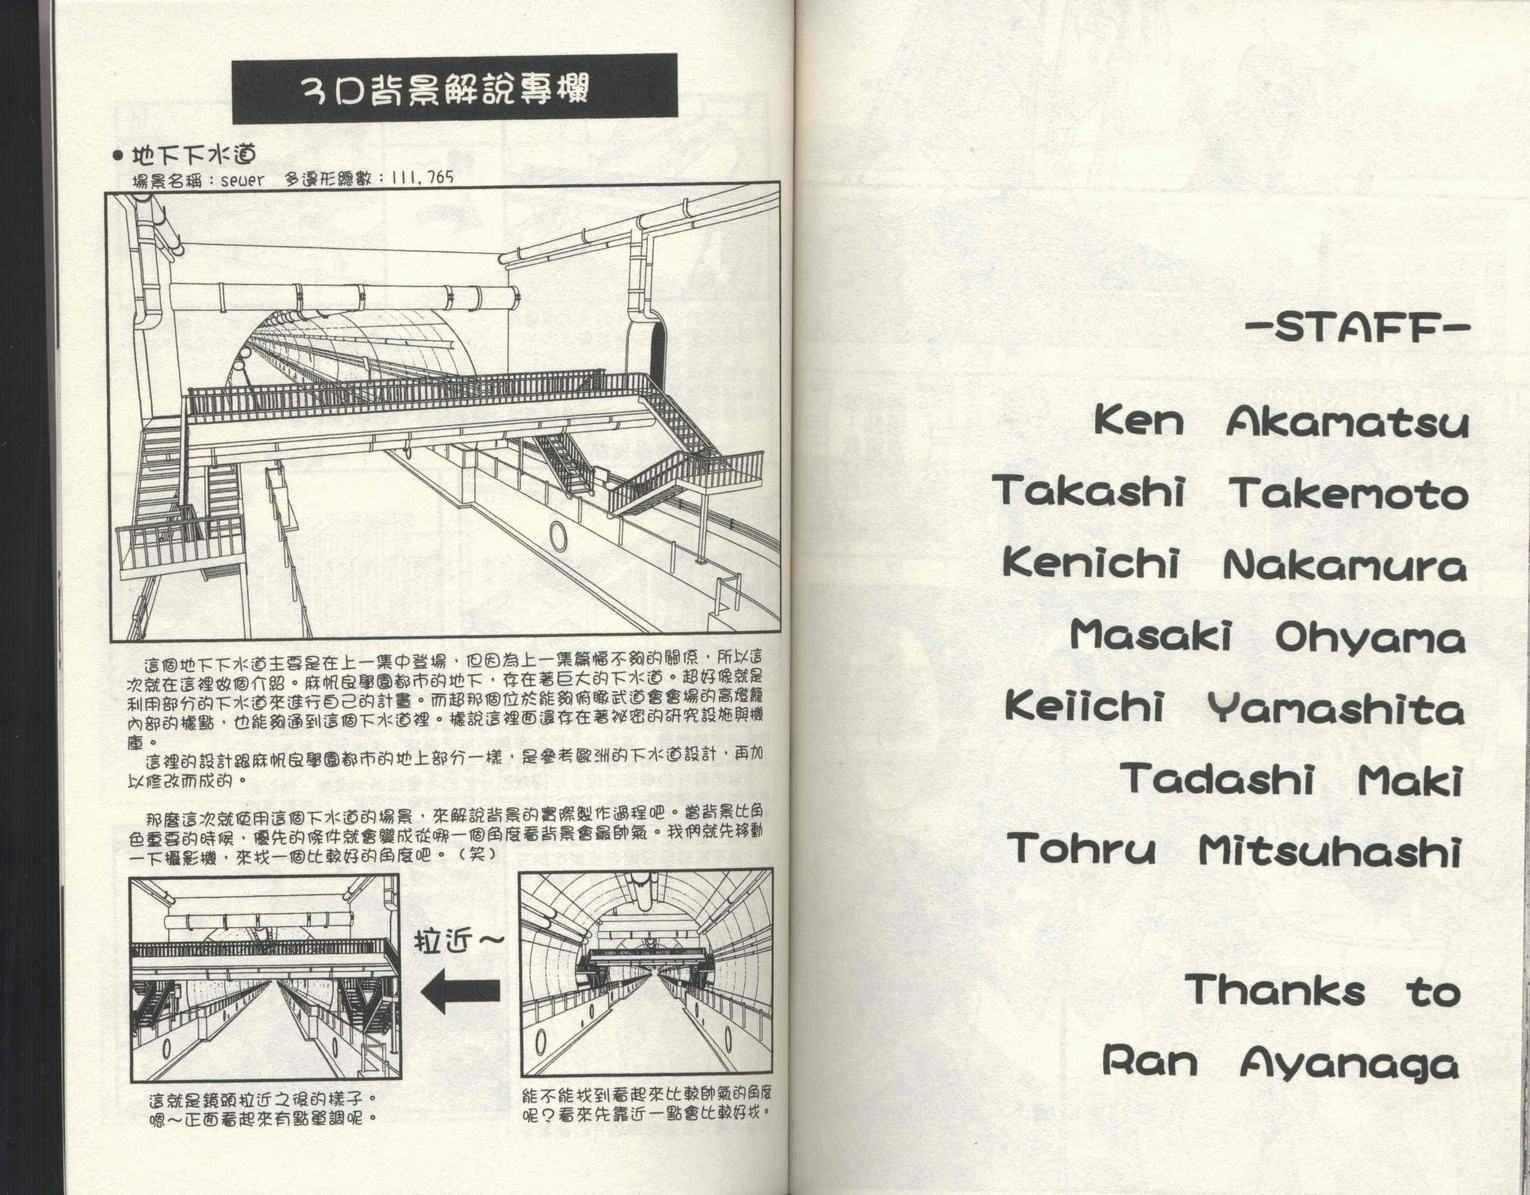 3D背景解說專欄
●地下下水道
場景名稱：sewer 多邊形總數：111,765
這個地下下水道主要是在上一集中登場，但因為上一集篇幅不夠的關係，所以這
次就在這裡做個介紹。麻帆良學園都市的地下，存在著巨大的下水道。超好像就是
利用部分的下水道來進行自己的計畫。而超那個位於能夠俯瞰武道會會場的高燈籠
內部的據點，也能夠通到這個下水道裡。據說這裡面還存在著祕密的研究設施與機
庫。
這裡的設計跟麻帆良學園都市的地上部分一樣，是參考歐洲的下水道設計，再加
以修改而成的。
那麼這次就使用這個下水道的場景，來解說背景的實際製作過程吧。當背景比角
色重要的時候，優先的條件就會變成從哪一個角度看背景會最帥氣。我們就先移動
一下攝影機，來找一個比較好的角度吧。（笑）
能不能找到看起來比較帥氣的角度
呢？看來先靠近一點會比較好找。
拉近～
這就是鏡頭拉近之後的樣子。
嗯～正面看起來有點單調呢。
-STAFF-
Ken Akamatsu
Takashi Takemoto
Kenichi Nakamura
Masaki Ohyama
Keiichi Yamashita
Tadashi Maki
Tohru Mitsuhashi
Thanks to
Ran Ayanaga